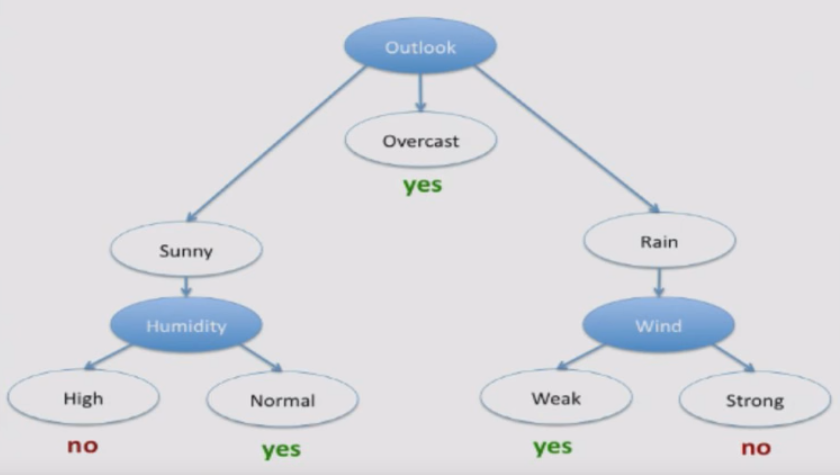 Outlook
Overcast
yes
Sunny
Rain
Humidity
Wind
High
Normal
Weak
Strong
no
yes
yes
no